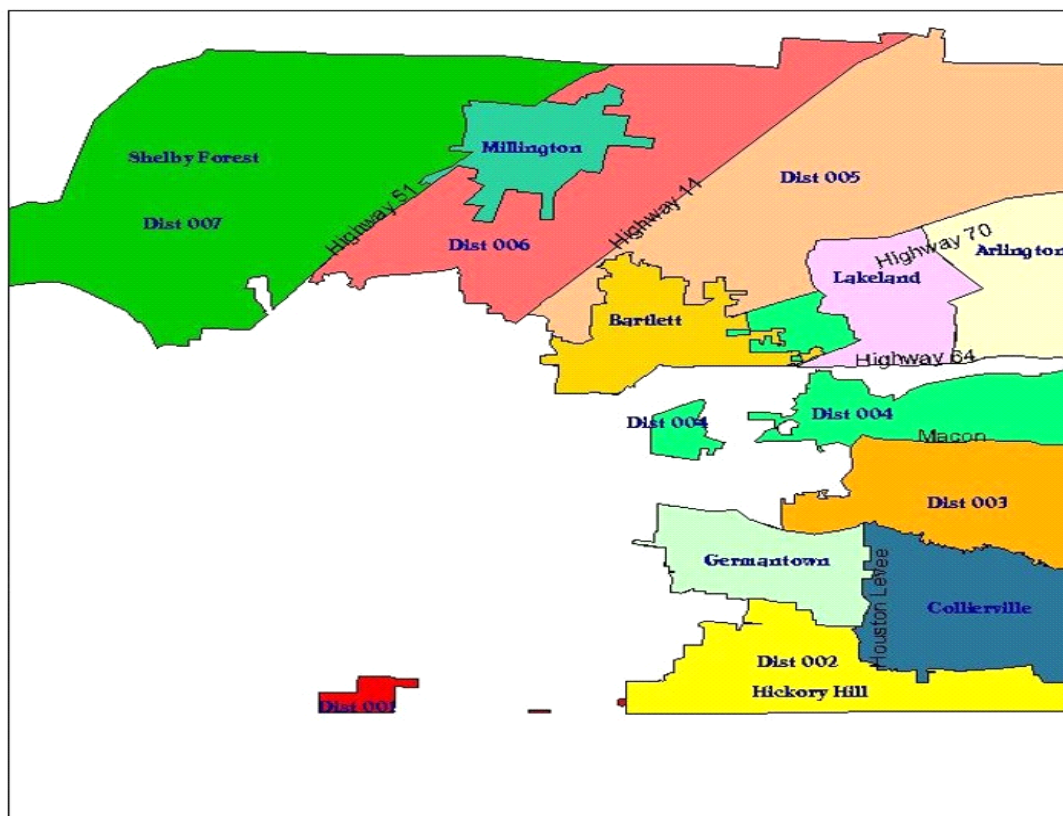 Shelby Forest
Millington
Dist 007
Highway 51
Dist 006
Highway 14
Dist 005
Highway 70
Arlington
Lakeland
Bartlett
Highway 64
Dist 004
Dist 004
Macon
Dist 003
Germantown
Houston Levee
Collierville
Dist 002
Hickory Hill
Dist 001